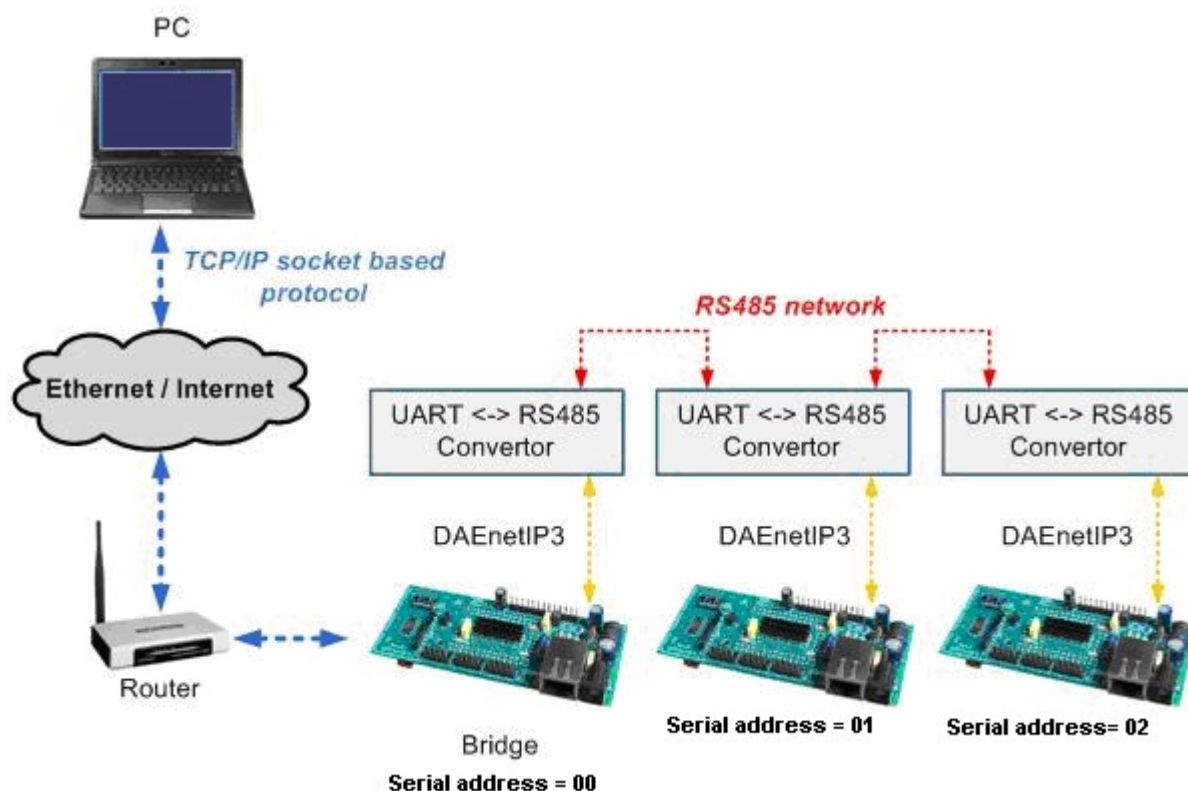 PC
TCP/IP socket based
protocol
RS485 network
Ethernet / Internet
UART <-> RS485
Convertor
UART <-> RS485
Convertor
UART <-> RS485
Convertor
DAEnetIP3
DAEnetIP3
DAEnetIP3
Router
Bridge
Serial address = 00
Serial address = 01
Serial address= 02